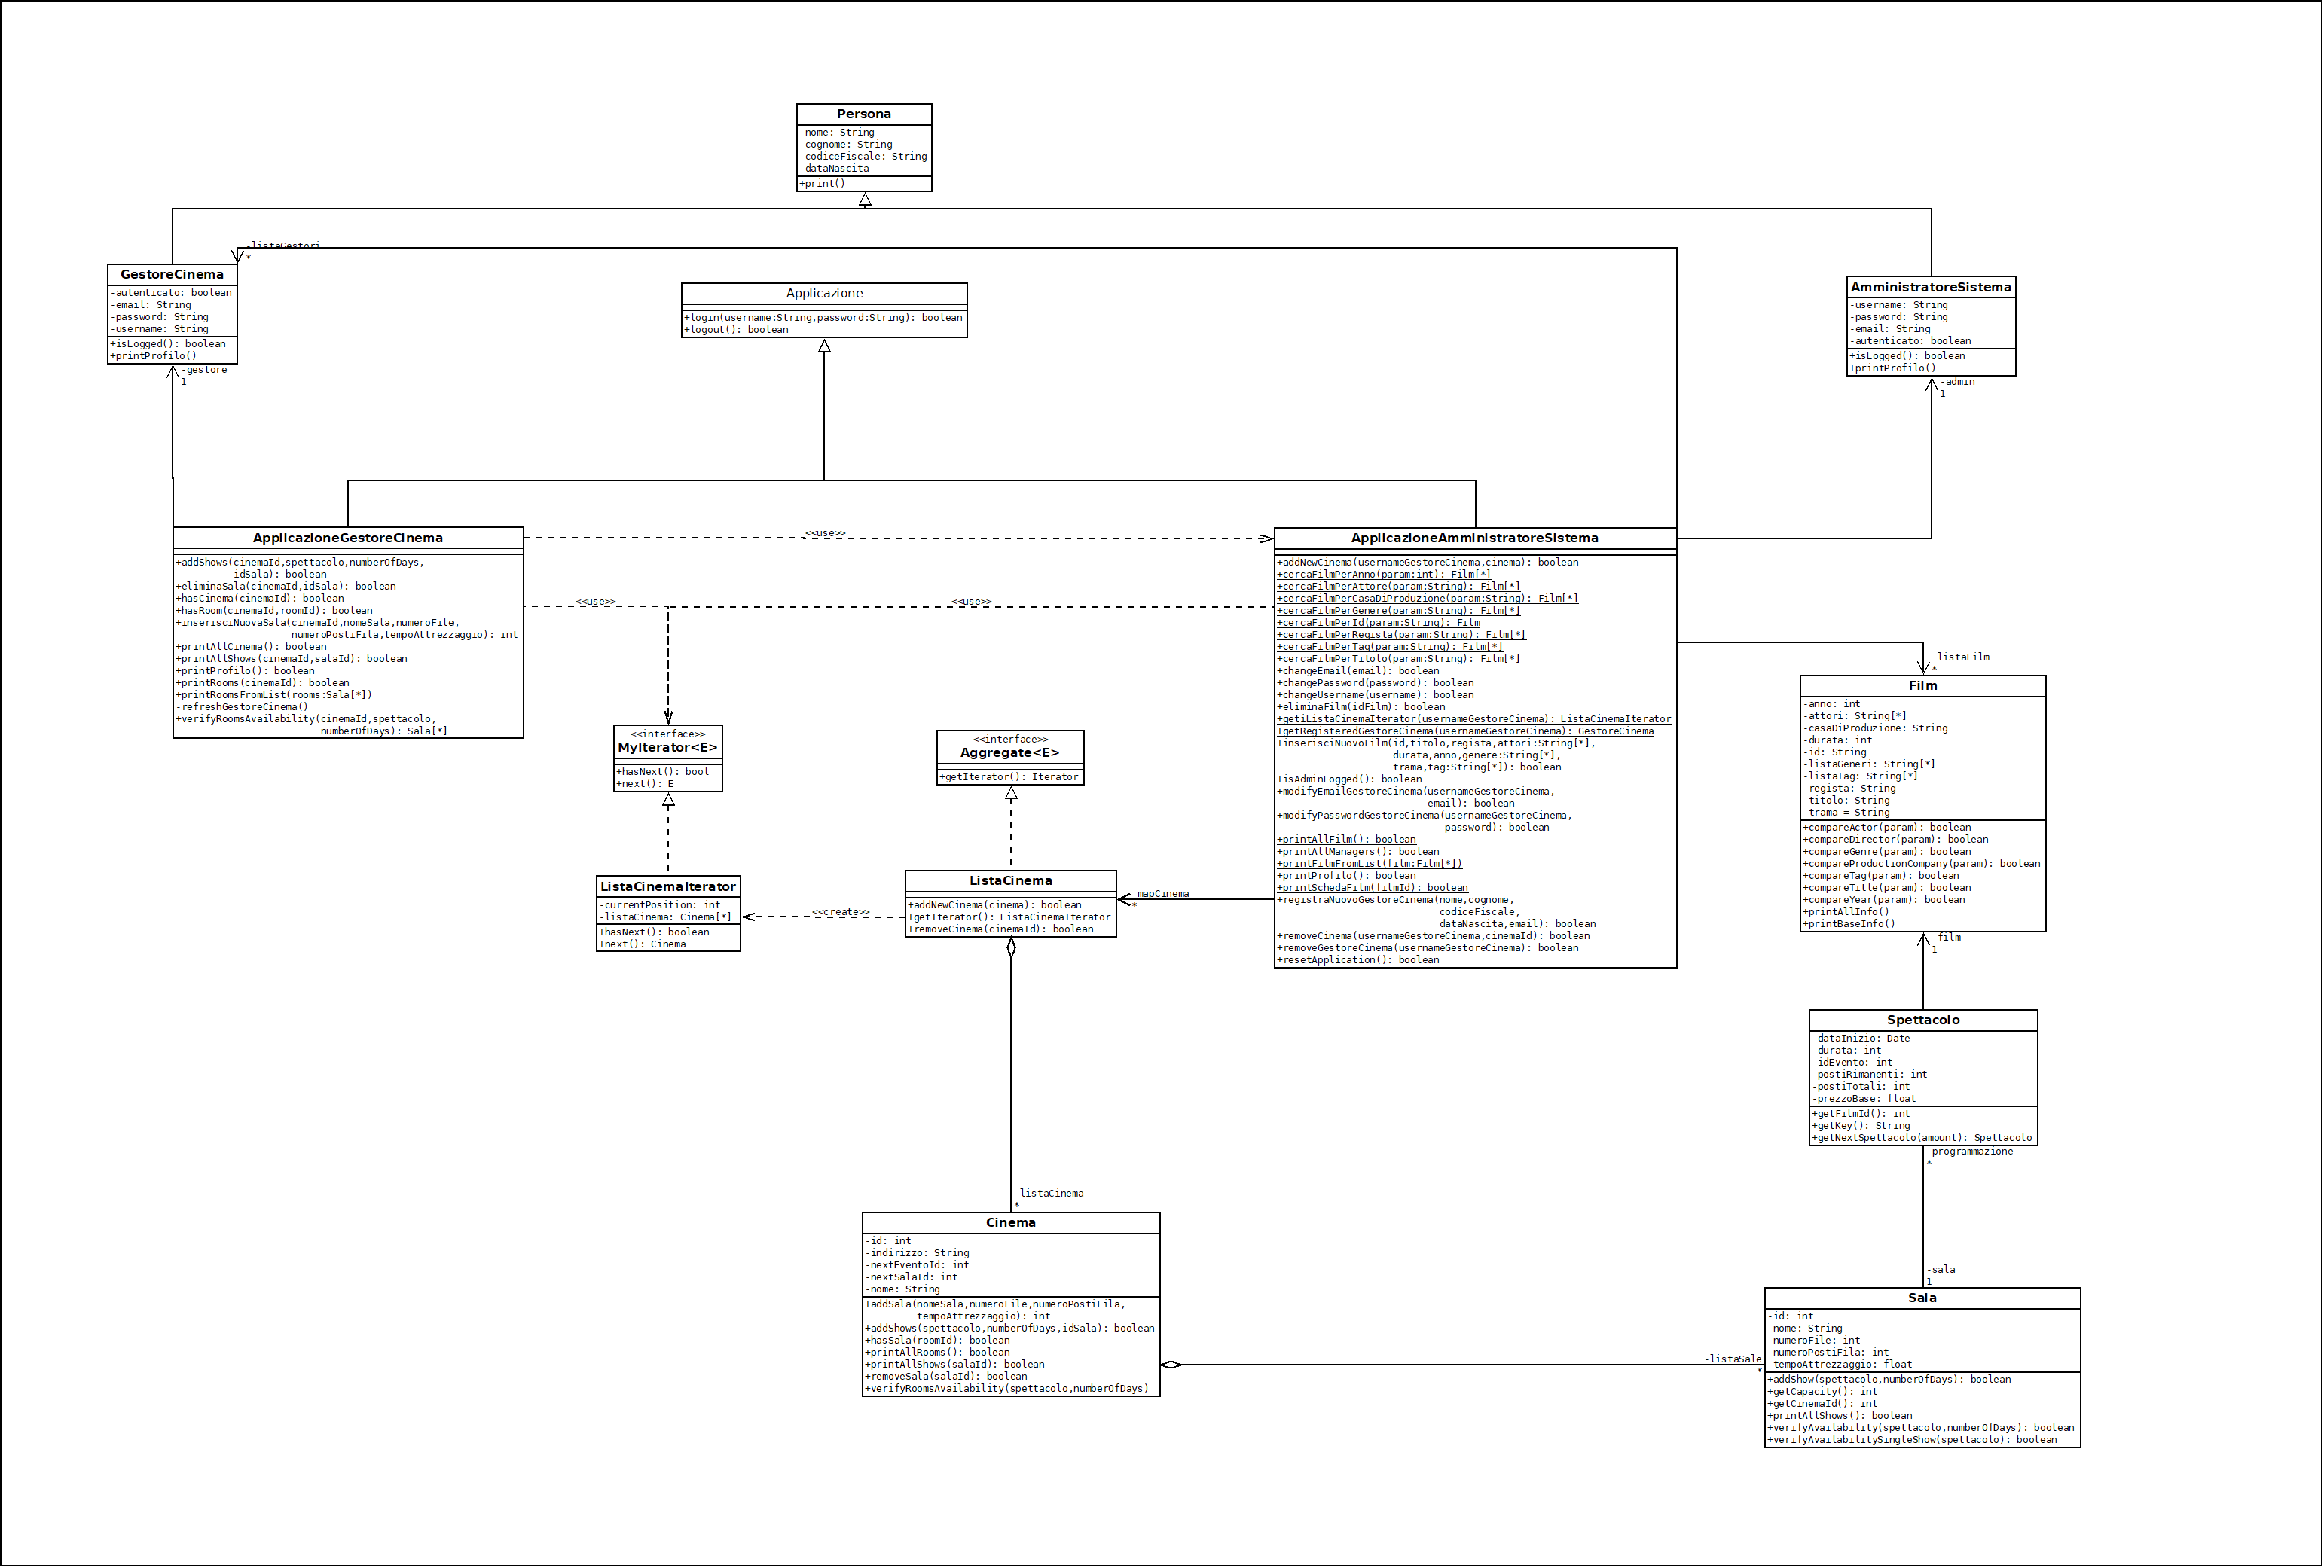 Persona
-nome: String
-cognome: String
-codiceFiscale: String
-dataNascita
+print()
-listaGestori
*
GestoreCinema
-autenticato: boolean
-email: String
-password: String
-username: String
+isLogged(): boolean
+printProfilo()
-gestore
1
Applicazione
+login(username:String,password:String): boolean
+logout(): boolean
AmministratoreSistema
-username: String
-password: String
-email: String
-autenticato: boolean
+isLogged(): boolean
+printProfilo()
-admin
1
ApplicazioneGestoreCinema
+addShows(cinemaId,spettacolo,numberOfDays,
idSala): boolean
+eliminaSala(cinemaId,idSala): boolean
+hasCinema(cinemaId): boolean
+hasRoom(cinemaId,roomId): boolean
+inserisciNuovaSala(cinemaId,nomeSala,numeroFile,
numeroPostiFila,tempoAttrezzaggio): int
+printAllCinema(): boolean
+printAllShows(cinemaId,salaId): boolean
+printProfilo(): boolean
+printRooms(cinemaId): boolean
+printRoomsFromList(rooms:Sala[*])
-refreshGestoreCinema()
+verifyRoomsAvailability(cinemaId,spettacolo,
numberOfDays): Sala[*]
<<use>>
<<use>>
<<use>>
ApplicazioneAmministratoreSistema
+addNewCinema(usernameGestoreCinema,cinema): boolean
+cercaFilmPerAnno(param:int): Film[*]
+cercaFilmPerAttore(param:String): Film[*]
+cercaFilmPerCasaDiProduzione(param:String): Film[*]
+cercaFilmPerGenere(param:String): Film[*]
+cercaFilmPerId(param:String): Film
+cercaFilmPerRegista(param:String): Film[*]
+cercaFilmPerTag(param:String): Film[*]
+cercaFilmPerTitolo(param:String): Film[*]
+changeEmail(email): boolean
+changePassword(password): boolean
+changeUsername(username): boolean
+eliminaFilm(idFilm): boolean
+getiListaCinemaIterator(usernameGestoreCinema): ListaCinemaIterator
+getRegisteredGestoreCinema(usernameGestoreCinema): GestoreCinema
+inserisciNuovoFilm(id,titolo,regista,attori:String[*],
durata,anno,genere:String[*],
trama,tag:String[*]): boolean
+isAdminLogged(): boolean
+modifyEmailGestoreCinema(usernameGestoreCinema,
email): boolean
+modifyPasswordGestoreCinema(usernameGestoreCinema,
password): boolean
+printAllFilm(): boolean
+printAllManagers(): boolean
+printFilmFromList(film:Film[*])
+printProfilo(): boolean
+printSchedaFilm(filmId): boolean
+registraNuovoGestoreCinema(nome,cognome,
codiceFiscale,
dataNascita,email): boolean
+removeCinema(usernameGestoreCinema,cinemaId): boolean
+removeGestoreCinema(usernameGestoreCinema): boolean
+resetApplication(): boolean
listaFilm
*
Film
-anno: int
-attori: String[*]
-casaDiProduzione: String
-durata: int
-id: String
-listaGeneri: String[*]
-listaTag: String[*]
-regista: String
-titolo: String
-trama = String
+compareActor(param): boolean
+compareDirector(param): boolean
+compareGenre(param): boolean
+compareProductionCompany(param): boolean
+compareTag(param): boolean
+compareTitle(param): boolean
+compareYear(param): boolean
+printAllInfo()
+printBaseInfo()
film
1
<<interface>>
MyIterator<E>
+hasNext(): bool
+next(): E
<<interface>>
Aggregate<E>
+getIterator(): Iterator
ListaCinemaIterator
-currentPosition: int
-listaCinema: Cinema[*]
+hasNext(): boolean
+next(): Cinema
<<create>>
ListaCinema
+addNewCinema(cinema): boolean
+getIterator(): ListaCinemaIterator
+removeCinema(cinemaId): boolean
mapCinema
*
Spettacolo
-dataInizio: Date
-durata: int
-idEvento: int
-postiRimanenti: int
-postiTotali: int
-prezzoBase: float
+getFilmId(): int
+getKey(): String
+getNextSpettacolo(amount): Spettacolo
-programmazione
*
-listaCinema
*
Cinema
-id: int
-indirizzo: String
-nextEventoId: int
-nextSalaId: int
-nome: String
+addSala(nomeSala,numeroFile,numeroPostiFila,
tempoAttrezzaggio): int
+addShows(spettacolo,numberOfDays,idSala): boolean
+hasSala(roomId): boolean
+printAllRooms(): boolean
+printAllShows(salaId): boolean
+removeSala(salaId): boolean
+verifyRoomsAvailability(spettacolo,numberOfDays)
-listaSale
*
-sala
1
Sala
-id: int
-nome: String
-numeroFile: int
-numeroPostiFila: int
-tempoAttrezzaggio: float
+addShow(spettacolo,numberOfDays): boolean
+getCapacity(): int
+getCinemaId(): int
+printAllShows(): boolean
+verifyAvailability(spettacolo,numberOfDays): boolean
+verifyAvailabilitySingleShow(spettacolo): boolean